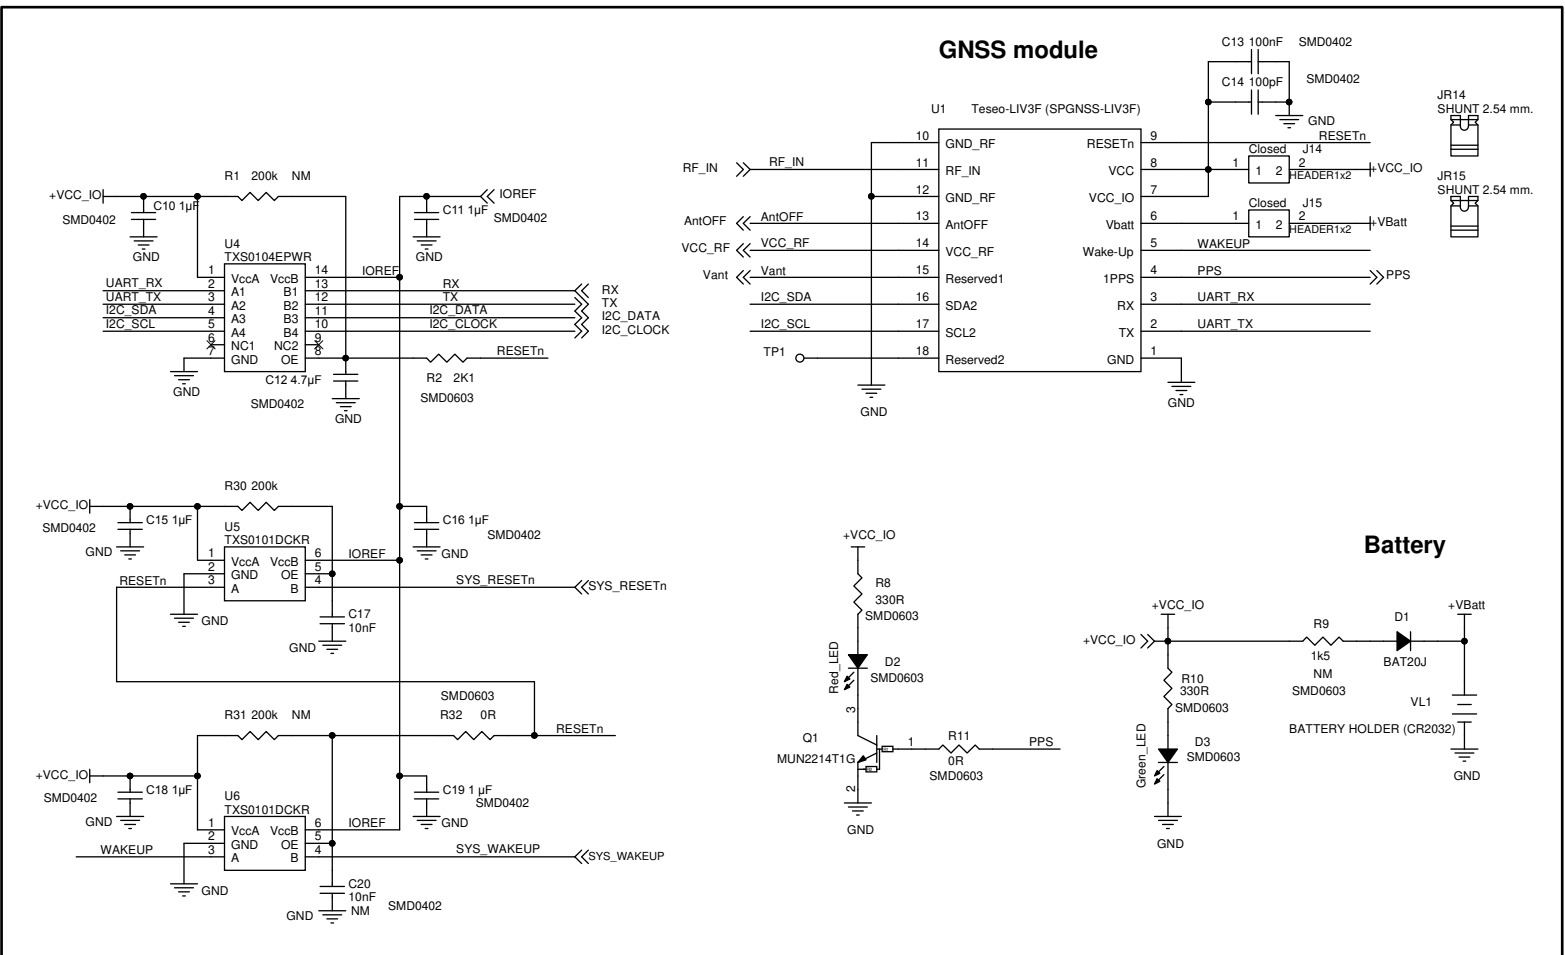 GNSS module
C13 100nF SMD0402
C14 100pF SMD0402
GND
U1 Teseo-LIV3F (SPGNSS-LIV3F)
JR14
SHUNT 2.54 mm.
JR15
SHUNT 2.54 mm.
10 GND_RF
RF_IN RF_IN 11 RF_IN
12 GND_RF
AntOFF AntOFF 13 AntOFF
VCC_RF VCC_RF 14 VCC_RF
Vant Vant 15 Reserved1
I2C_SDA 16 SDA2
I2C_SCL 17 SCL2
TP1 18 Reserved2
GND
RESETn 9 RESETn
VCC 8 1 Closed J14 2 +VCC_IO
1 2 HEADER1x2
VCC_IO 7
Vbatt 6 1 Closed J15 2 +VBatt
1 2 HEADER1x2
Wake-Up 5 WAKEUP
1PPS 4 PPS PPS
RX 3 UART_RX
TX 2 UART_TX
GND 1
GND
R1 200k NM
+VCC_IO
SMD0402
C10 1µF
GND
IOREF
C11 1µF
SMD0402
GND
U4
TXS0104EPWR
1 VccA VccB 14 IOREF
UART_RX 2 A1 B1 13 RX RX
UART_TX 3 A2 B2 12 TX TX
I2C_SDA 4 A3 B3 11 I2C_DATA I2C_DATA
I2C_SCL 5 A4 B4 10 I2C_CLOCK I2C_CLOCK
6 NC1 NC2 9
7 GND OE 8
GND
C12 4.7µF
SMD0402
GND
RESETn
R2 2K1
SMD0603
R30 200k
+VCC_IO
SMD0402
C15 1µF
GND
C16 1µF
SMD0402
GND
U5
TXS0101DCKR
1 VccA VccB 6 IOREF
2 GND OE 5
RESETn 3 A B 4 SYS_RESETn SYS_RESETn
GND
C17
10nF
GND
SMD0603
R31 200k NM
R32 0R
RESETn
+VCC_IO
SMD0402
C18 1µF
GND
C19 1 µF
SMD0402
GND
U6
TXS0101DCKR
1 VccA VccB 6 IOREF
2 GND OE 5
WAKEUP 3 A B 4 SYS_WAKEUP SYS_WAKEUP
GND
C20
10nF
NM
SMD0402
GND
+VCC_IO
R8
330R
Red_LED
D2
SMD0603
3
Q1
MUN2214T1G
1
R11
0R
SMD0603
PPS
2
GND
Battery
+VCC_IO
+VCC_IO
R9
1k5
NM
SMD0603
D1
BAT20J
+VBatt
R10
330R
SMD0603
VL1
BATTERY HOLDER (CR2032)
GND
Green_LED
D3
SMD0603
GND